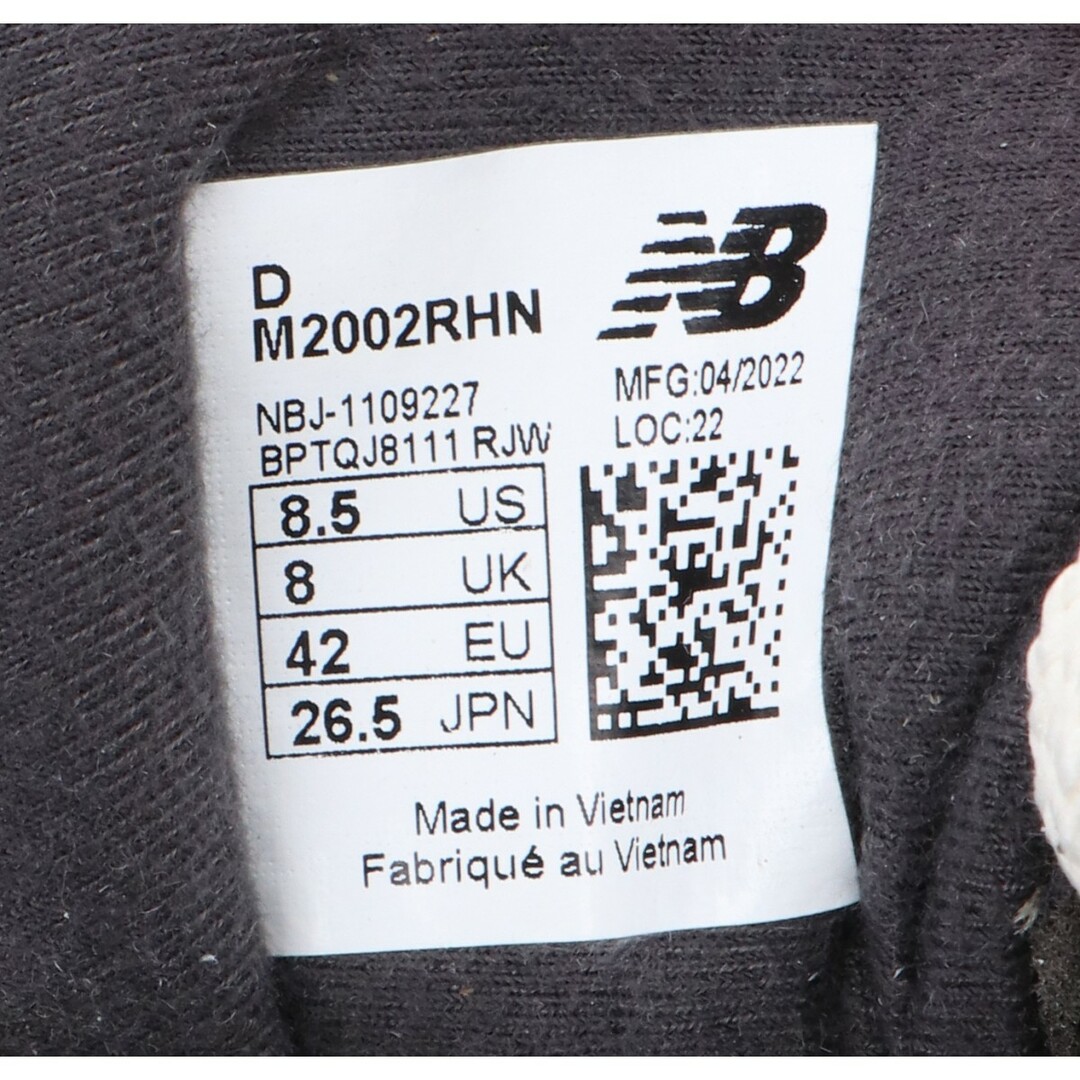 NB
D
M2002RHN
MFG:04/2022
NBJ-1109227
LOC:22
BPTQJ8111 RJW
8.5 US
8 UK
42 EU
26.5 JPN
Made in Vietnam
Fabriqué au Vietnam